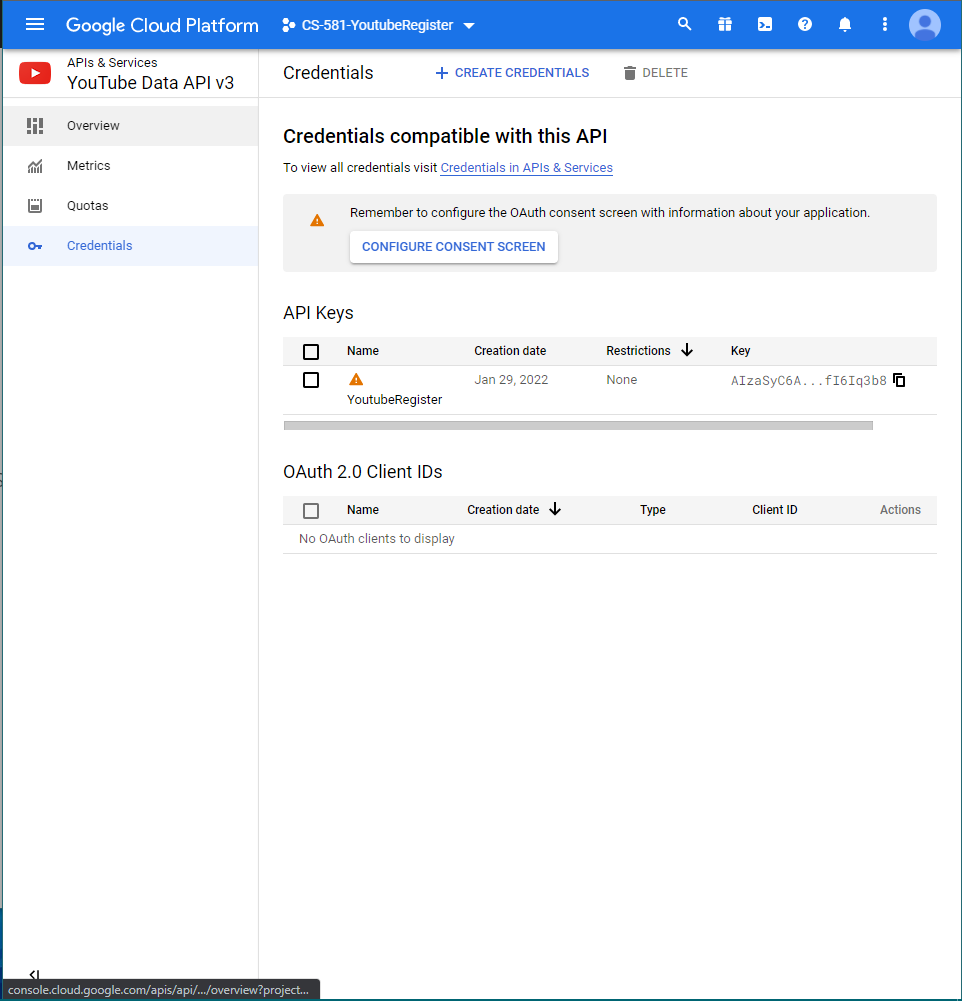 Google Cloud Platform CS-581-YoutubeRegister
APIs & Services
YouTube Data API v3
Credentials
CREATE CREDENTIALS
DELETE
Overview
Metrics
Quotas
Credentials
Credentials compatible with this API
To view all credentials visit Credentials in APIs & Services
Remember to configure the OAuth consent screen with information about your application.
CONFIGURE CONSENT SCREEN
API Keys
Name Creation date Restrictions Key
Jan 29, 2022 None AIzaSyC6A...fI6Iq3b8
YoutubeRegister
OAuth 2.0 Client IDs
Name Creation date Type Client ID Actions
No OAuth clients to display
console.cloud.google.com/apis/api/.../overview?project...